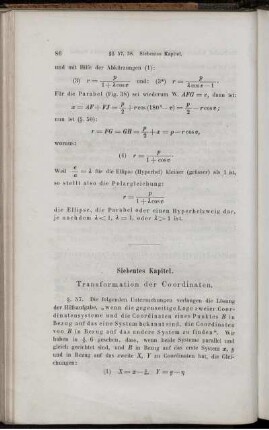 86 §§ 57, 58. Siebentes Kapitel.
und mit Hilfe der Ableitungen (1):
(3) r = p / (1 + λ cos v) und: (3ᵃ) r = p / (λ cos v − 1)
Für die Parabel (Fig. 38) sei wiederum W. AFG = v, dann ist:
x = AF + FJ = p/2 + r cos (180° − v) = p/2 − r cos v;
nun ist (§. 50):
r = FG = GH = p/2 + x = p − r cos v,
woraus:
(4) r = p / (1 + cos v)
Weil e/a = λ für die Ellipse (Hyperbel) kleiner (grösser) als 1 ist,
so stellt also die Polargleichung:
r = p / (1 + λ cos v)
die Ellipse, die Parabel oder einen Hyperbelzweig dar,
je nachdem λ < 1, λ = 1, oder λ > 1 ist.
Siebentes Kapitel.
Transformation der Coordinaten.
§. 57. Die folgenden Untersuchungen verlangen die Lösung
der Hilfsaufgabe, „wenn die gegenseitige Lage zweier Coor-
dinatensysteme und die Coordinaten eines Punktes B in
Bezug auf das eine System bekannt sind, die Coordinaten
von B in Bezug auf das andere System zu finden“. Wir
haben in §. 6 gesehen, dass, wenn beide Systeme parallel und
gleich gerichtet sind, und B in Bezug auf das erste System x, y
und in Bezug auf das zweite X, Y zu Coordinaten hat, die Glei-
chungen:
(1) X = x − ξ, Y = y − η